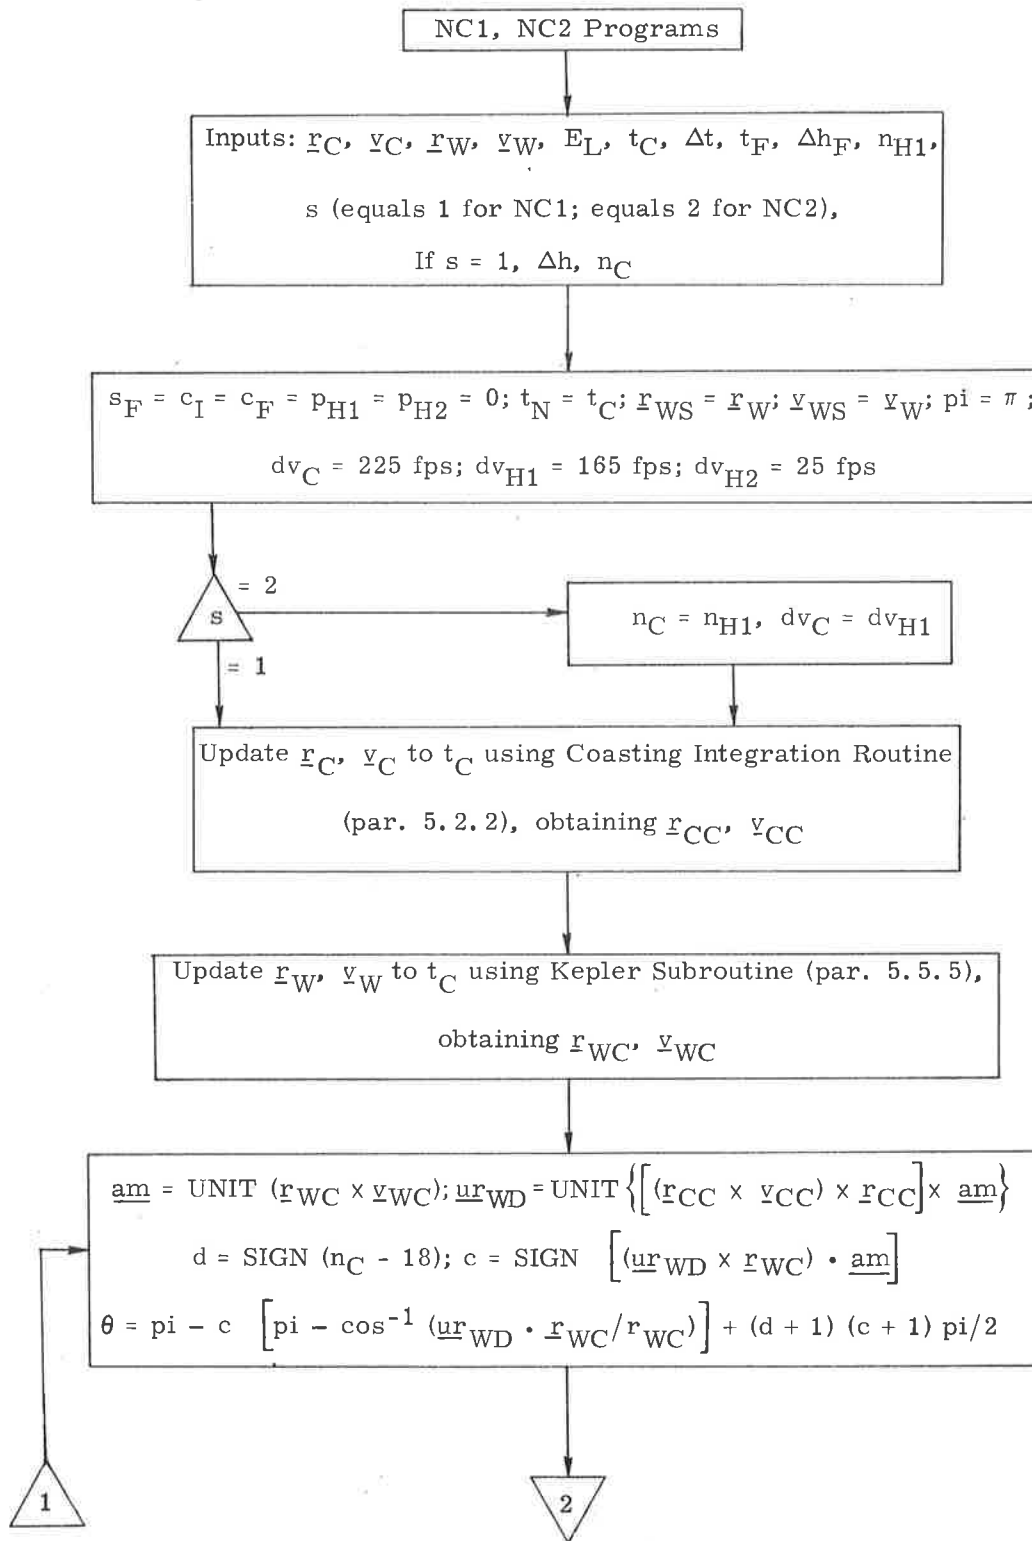 NC1, NC2 Programs
Inputs: r_C, v_C, r_W, v_W, E_L, t_C, Δt, t_F, Δh_F, n_H1,
s (equals 1 for NC1; equals 2 for NC2),
If s = 1, Δh, n_C
s_F = c_I = c_F = p_H1 = p_H2 = 0; t_N = t_C; r_WS = r_W; v_WS = v_W; pi = π;
dv_C = 225 fps; dv_H1 = 165 fps; dv_H2 = 25 fps
s
= 2
n_C = n_H1, dv_C = dv_H1
= 1
Update r_C, v_C to t_C using Coasting Integration Routine
(par. 5.2.2), obtaining r_CC, v_CC
Update r_W, v_W to t_C using Kepler Subroutine (par. 5.5.5),
obtaining r_WC, v_WC
am = UNIT (r_WC x v_WC); ur_WD = UNIT {[(r_CC x v_CC) x r_CC] x am}
d = SIGN (n_C - 18); c = SIGN [(ur_WD x r_WC) • am]
θ = pi - c [pi - cos⁻¹ (ur_WD • r_WC/r_WC)] + (d + 1) (c + 1) pi/2
1
2